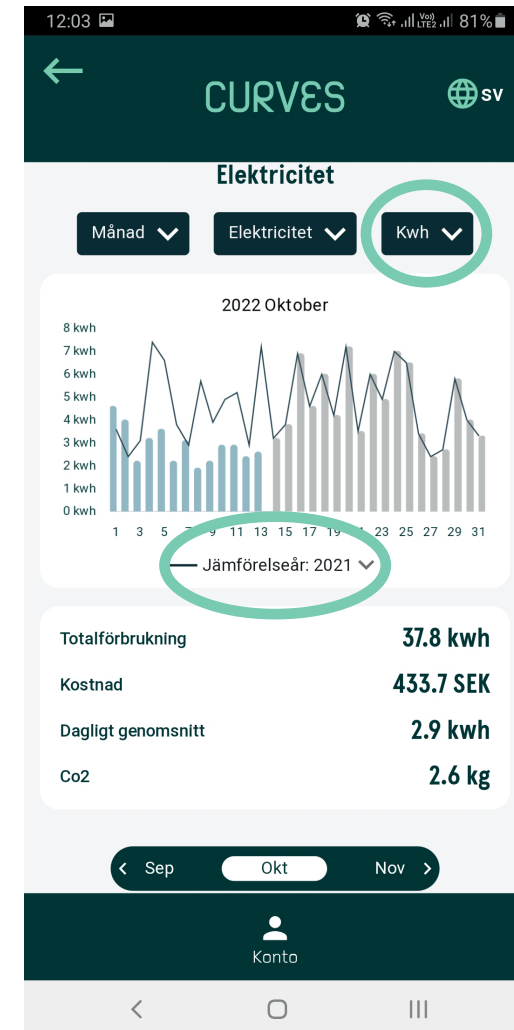 12:03 Vo)) LTE2 81%
CURVES SV
Elektricitet
Månad Elektricitet Kwh
2022 Oktober
8 kwh
7 kwh
6 kwh
5 kwh
4 kwh
3 kwh
2 kwh
1 kwh
0 kwh
1 3 5 7 9 11 13 15 17 19 21 23 25 27 29 31
Jämförelseår: 2021
Totalförbrukning 37.8 kwh
Kostnad 433.7 SEK
Dagligt genomsnitt 2.9 kwh
Co2 2.6 kg
Sep Okt Nov
Konto